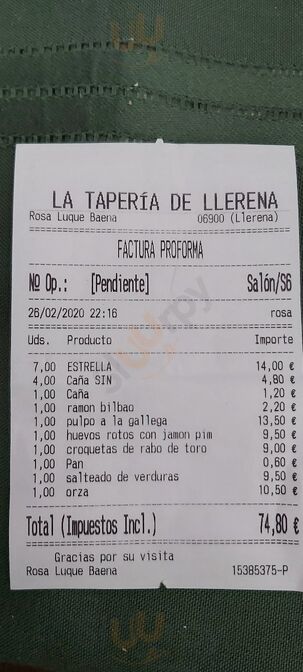 LA TAPERÍA DE LLERENA
Rosa Luque Baena 06900 (Llerena)
FACTURA PROFORMA
Nº Op.: [Pendiente] Salón/S6
26/02/2020 22:16 rosa
Uds. Producto Importe
7,00 ESTRELLA 14,00 €
4,00 Caña SIN 4,80 €
1,00 Caña 1,20 €
1,00 ramon bilbao 2,20 €
1,00 pulpo a la gallega 13,50 €
1,00 huevos rotos con jamon pim 9,50 €
1,00 croquetas de rabo de toro 9,00 €
1,00 Pan 0,60 €
1,00 salteado de verduras 9,50 €
1,00 orza 10,50 €
Total (Impuestos Incl.) 74,80 €
Gracias por su visita
Rosa Luque Baena 15385375-P